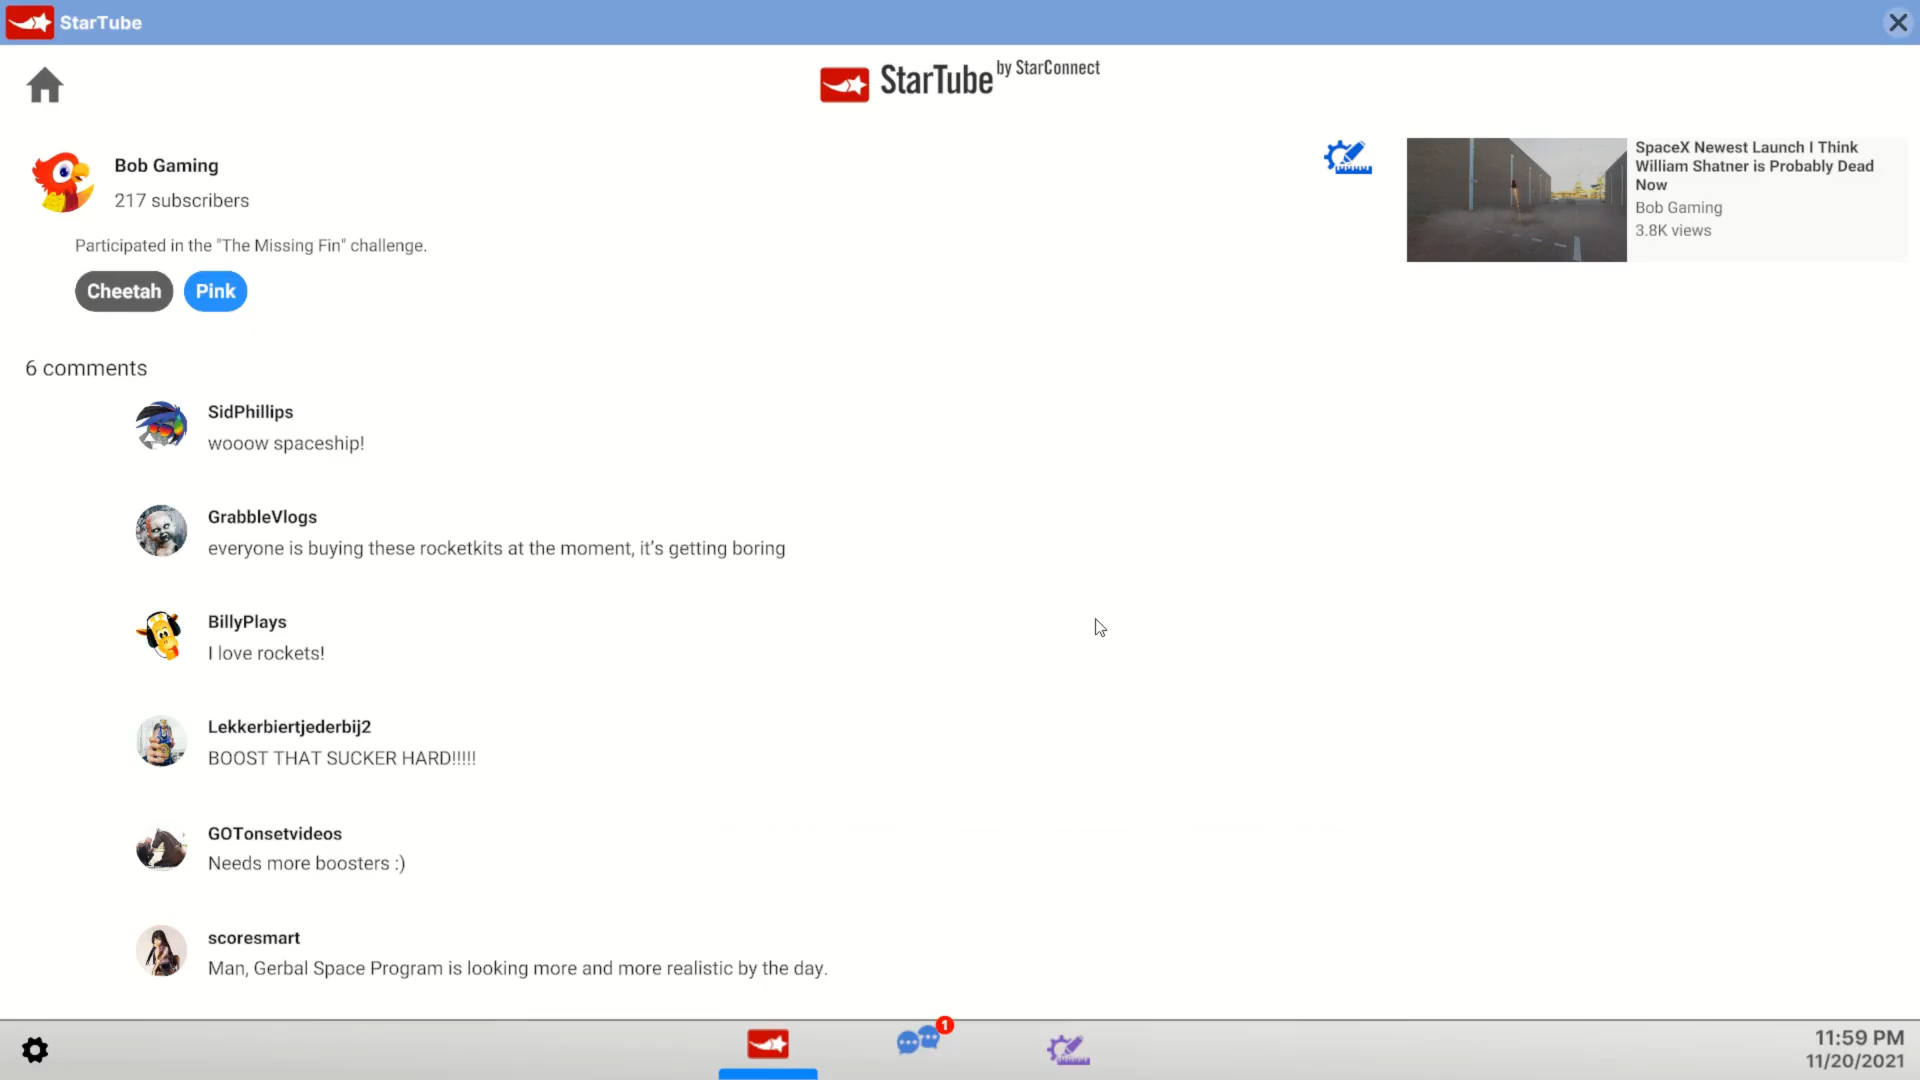 StarTube
StarTube by StarConnect
Bob Gaming
217 subscribers
Participated in the "The Missing Fin" challenge.
Cheetah Pink
SpaceX Newest Launch I Think
William Shatner is Probably Dead
Now
Bob Gaming
3.8K views
6 comments
SidPhillips
wooow spaceship!
GrabbleVlogs
everyone is buying these rocketkits at the moment, it’s getting boring
BillyPlays
I love rockets!
Lekkerbiertjederbij2
BOOST THAT SUCKER HARD!!!!!
GOTonsetvideos
Needs more boosters :)
scoresmart
Man, Gerbal Space Program is looking more and more realistic by the day.
1
11:59 PM
11/20/2021